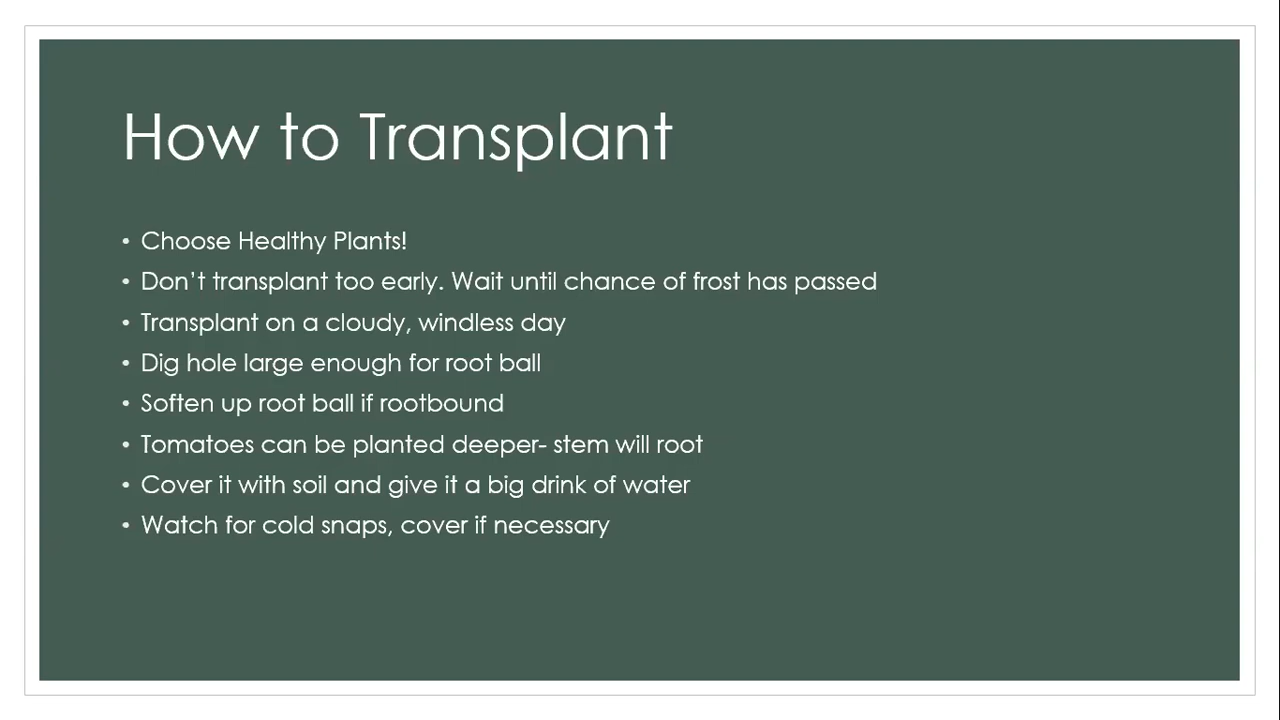 How to Transplant
• Choose Healthy Plants!
• Don’t transplant too early. Wait until chance of frost has passed
• Transplant on a cloudy, windless day
• Dig hole large enough for root ball
• Soften up root ball if rootbound
• Tomatoes can be planted deeper- stem will root
• Cover it with soil and give it a big drink of water
• Watch for cold snaps, cover if necessary